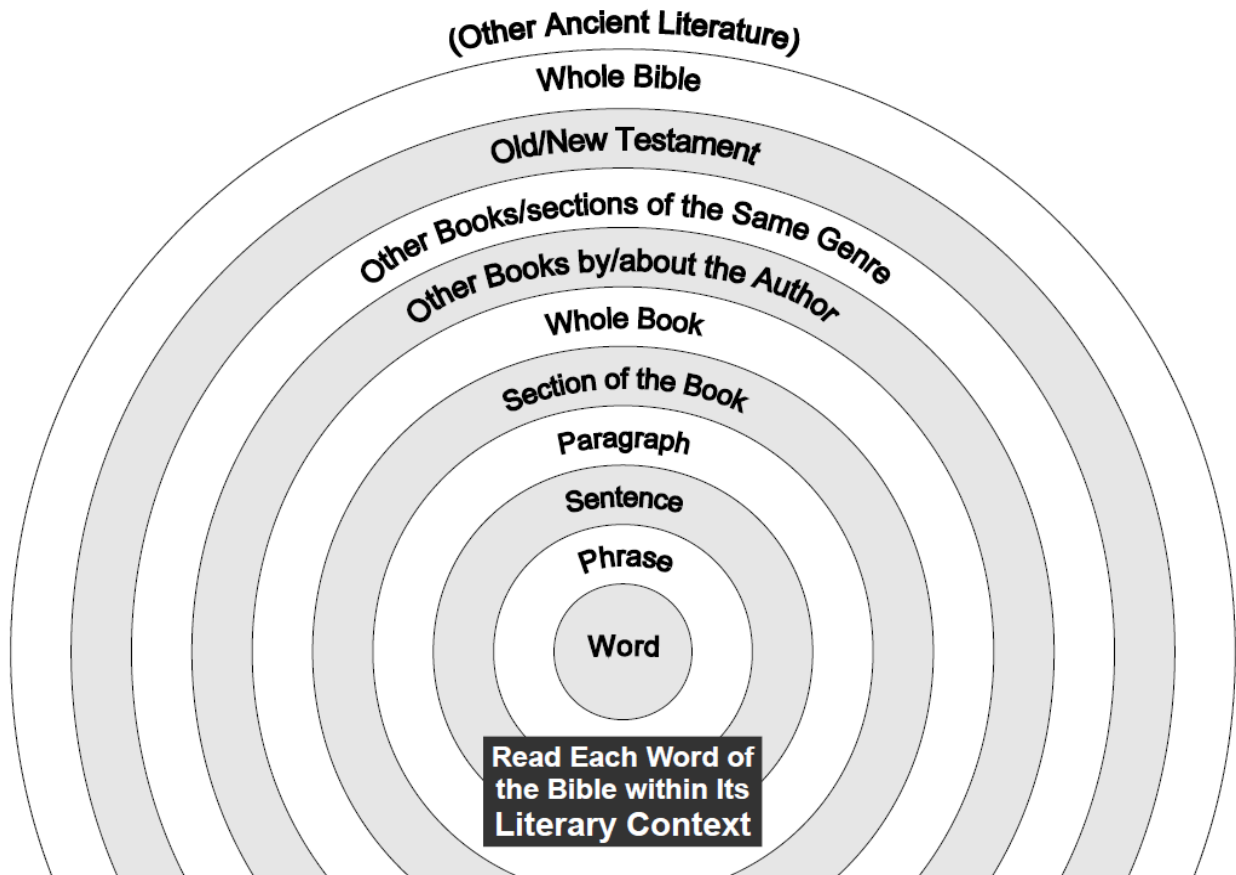 (Other Ancient Literature)
Whole Bible
Old/New Testament
Other Books/sections of the Same Genre
Other Books by/about the Author
Whole Book
Section of the Book
Paragraph
Sentence
Phrase
Word
Read Each Word of
the Bible within Its
Literary Context